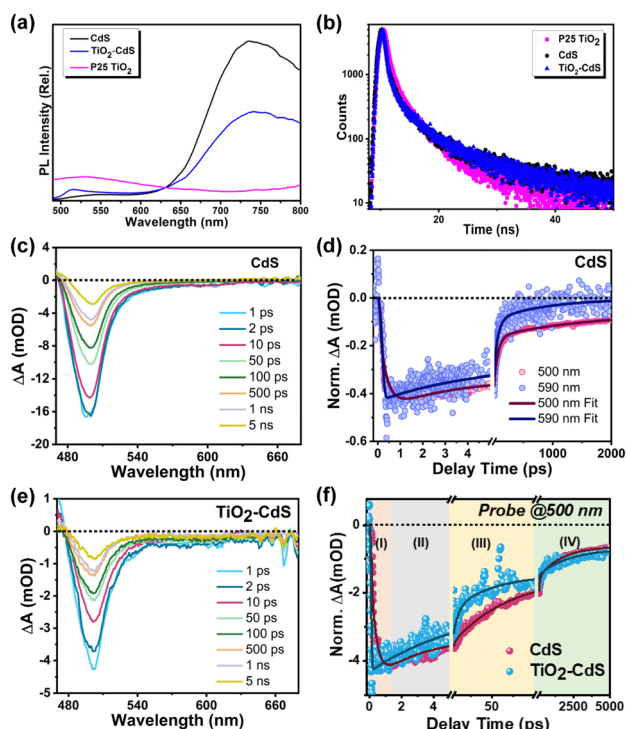 (a)
CdS
TiO2-CdS
P25 TiO2
PL Intensity (Rel.)
500 550 600 650 700 750 800
Wavelength (nm)
(b)
P25 TiO2
CdS
TiO2-CdS
1000
100
10
Counts
20 40
Time (ns)
(c)
CdS
4
0
-4
-8
-12
-16
-20
ΔA (mOD)
1 ps
2 ps
10 ps
50 ps
100 ps
500 ps
1 ns
5 ns
480 540 600 660
Wavelength (nm)
(d)
CdS
0.2
0.0
-0.2
-0.4
-0.6
Norm. ΔA (mOD)
500 nm
590 nm
500 nm Fit
590 nm Fit
0 1 2 3 4 1000 2000
Delay Time (ps)
(e)
TiO2-CdS
1
0
-1
-2
-3
-4
-5
ΔA (mOD)
1 ps
2 ps
10 ps
50 ps
100 ps
500 ps
1 ns
5 ns
480 540 600 660
Wavelength (nm)
(f)
Probe @500 nm
(I) (II) (III) (IV)
0
-2
-4
Norm. ΔA(mOD)
CdS
TiO2-CdS
0 2 4 50 2500 5000
Delay Time (ps)